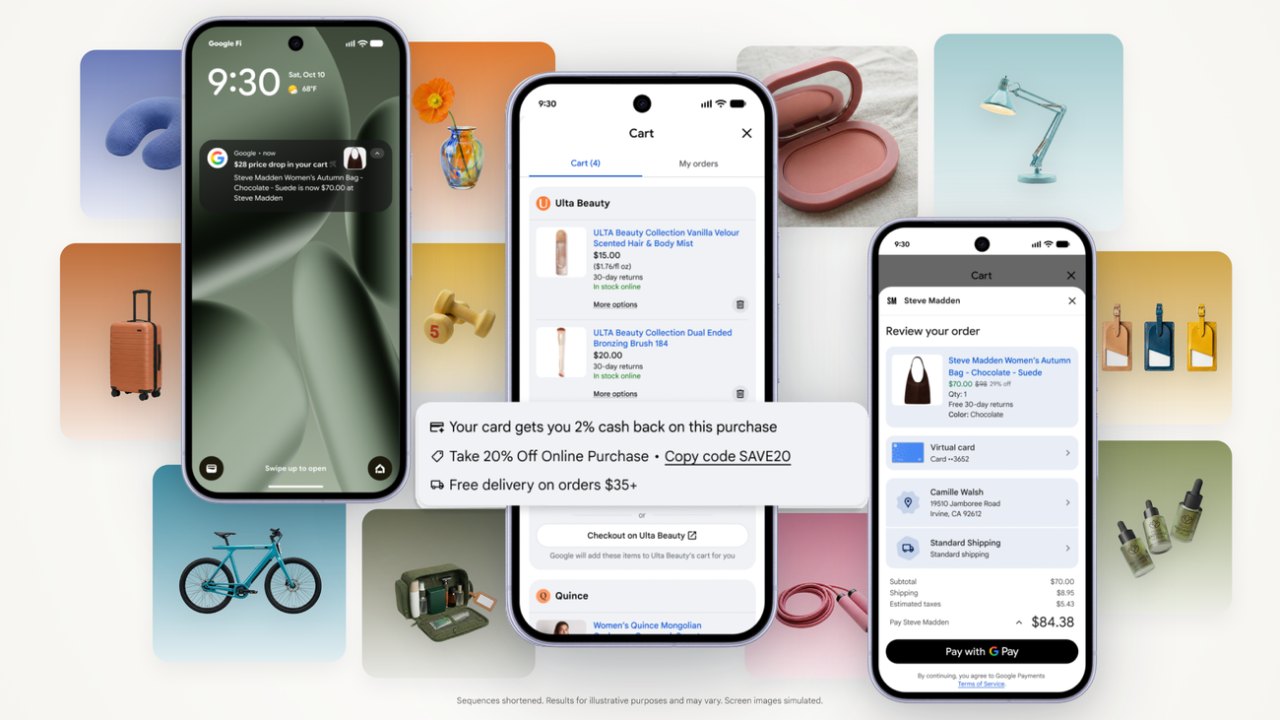 Google Fi
9:30
Sat, Oct 10
68°F
Google • now
$28 price drop in your cart
Steve Madden Women's Autumn Bag -
Chocolate - Suede is now $70.00 at
Steve Madden
Swipe up to open
5
9:30
Cart
Cart (4)
My orders
Ulta Beauty
ULTA Beauty Collection Vanilla Velour
Scented Hair & Body Mist
$15.00
($1.76/fl oz)
30-day returns
In stock online
More options
ULTA Beauty Collection Dual Ended
Bronzing Brush 184
$20.00
30-day returns
In stock online
More options
Your card gets you 2% cash back on this purchase
Take 20% Off Online Purchase • Copy code SAVE20
Free delivery on orders $35+
or
Checkout on Ulta Beauty
Google will add these items to Ulta Beauty's cart for you
Q
Quince
Women's Quince Mongolian
9:30
Cart
SM
Steve Madden
Review your order
Steve Madden Women's Autumn
Bag - Chocolate - Suede
$70.00 $98 29% off
Qty: 1
Free 30-day returns
Color: Chocolate
Virtual card
Card ••3652
Camille Walsh
19510 Jamboree Road
Irvine, CA 92612
Standard Shipping
Standard shipping
Subtotal $70.00
Shipping $8.95
Estimated taxes $5.43
Pay Steve Madden $84.38
Pay with G Pay
By continuing, you agree to Google Payments
Terms of Service
Sequences shortened. Results for illustrative purposes and may vary. Screen images simulated.